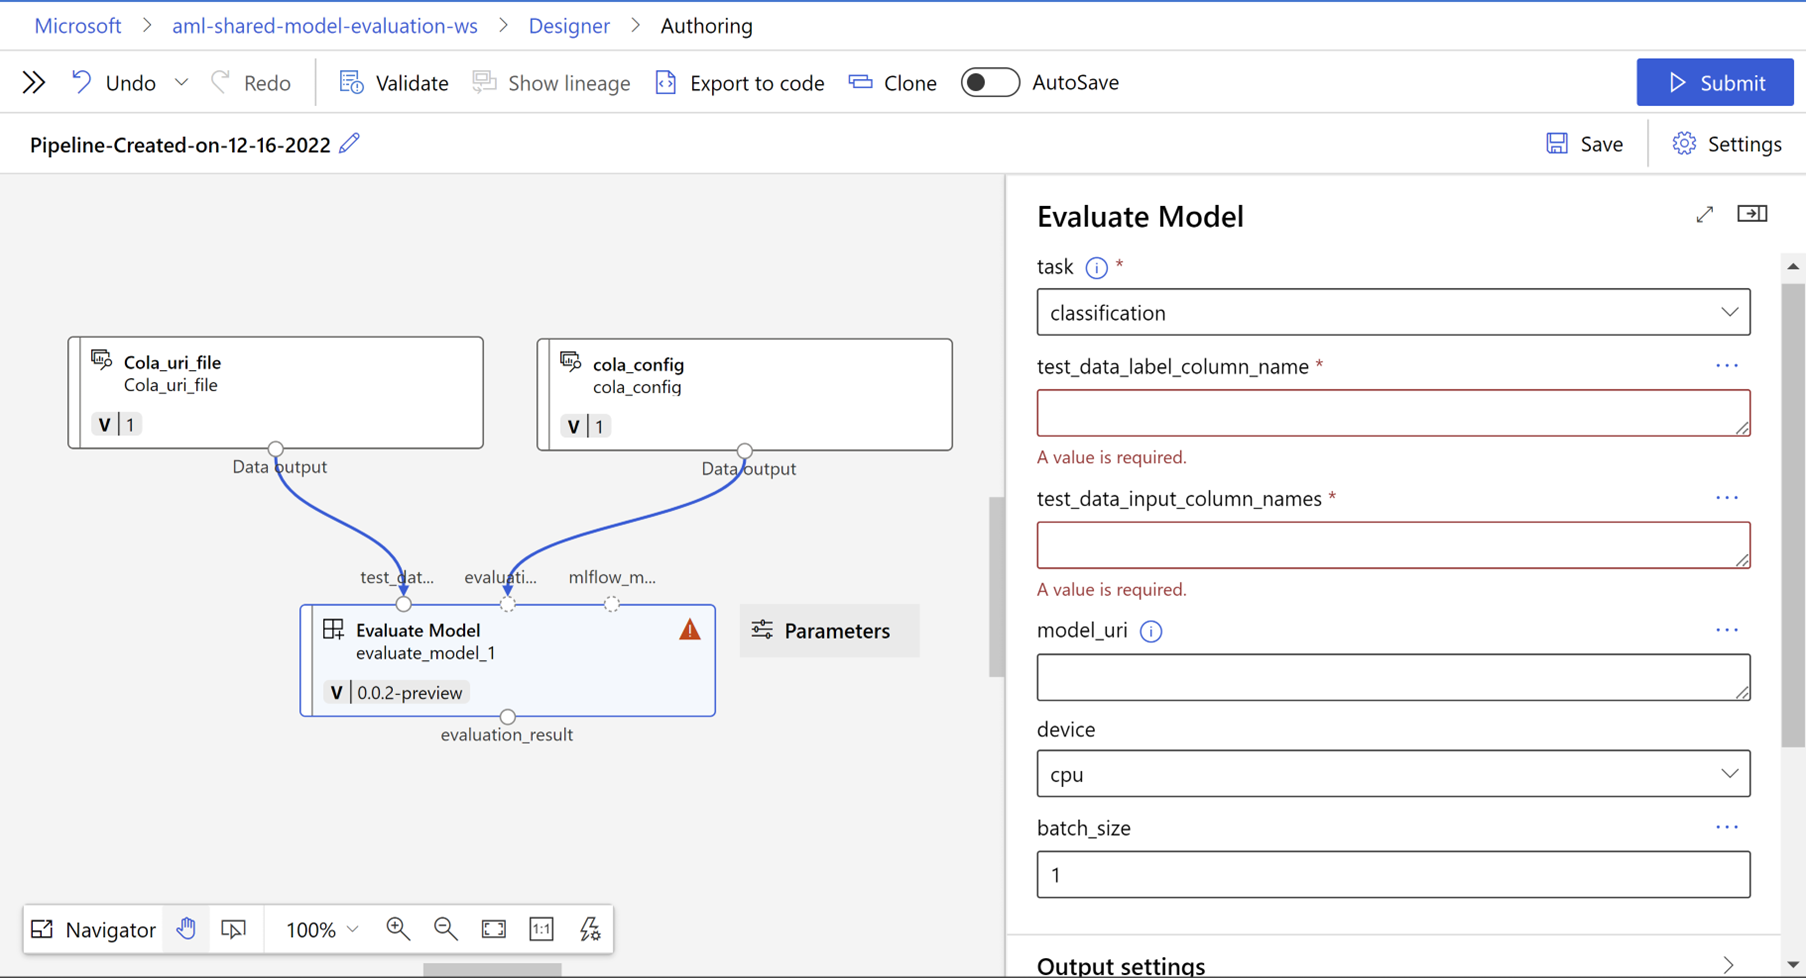 Microsoft > aml-shared-model-evaluation-ws > Designer > Authoring
Undo Redo Validate Show lineage Export to code Clone AutoSave Submit
Pipeline-Created-on-12-16-2022 Save Settings
Evaluate Model
task *
classification
test_data_label_column_name *
A value is required.
test_data_input_column_names *
A value is required.
model_uri
device
cpu
batch_size
1
Output settings
Cola_uri_file
Cola_uri_file
V 1
Data output
cola_config
cola_config
V 1
Data output
test_dat... evaluati... mlflow_m...
Evaluate Model
evaluate_model_1
V 0.0.2-preview
evaluation_result
Parameters
Navigator 100% 1:1